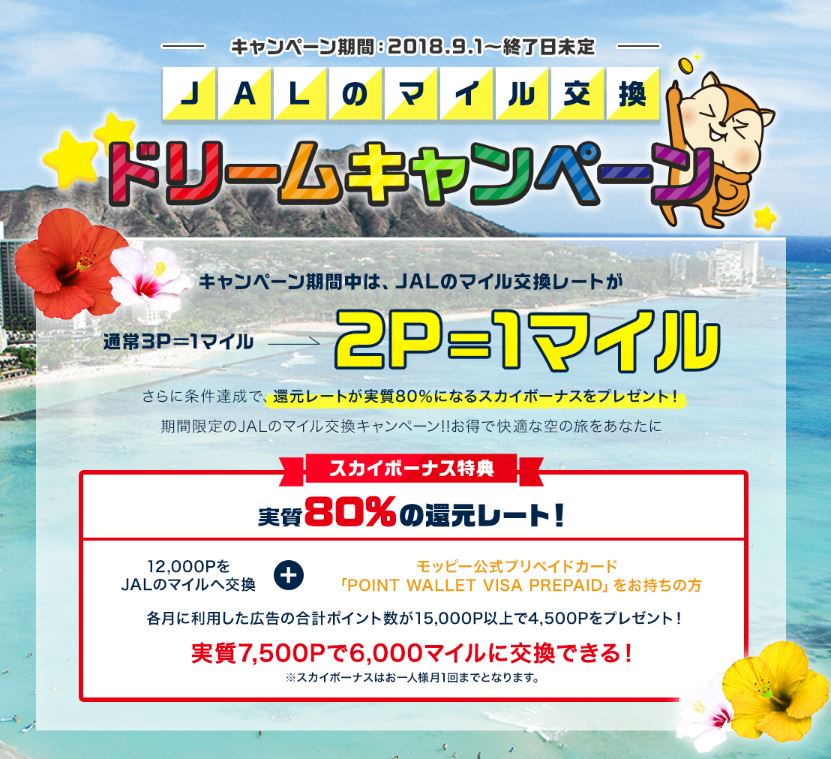 キャンペーン期間：2018.9.1～終了日未定
JALのマイル交換
ドリームキャンペーン
キャンペーン期間中は、JALのマイル交換レートが
通常3P=1マイル
2P=1マイル
さらに条件達成で、還元レートが実質80%になるスカイボーナスをプレゼント！
期間限定のJALのマイル交換キャンペーン!!お得で快適な空の旅をあなたに
スカイボーナス特典
実質80%の還元レート！
12,000Pを
JALのマイルへ交換
+
モッピー公式プリペイドカード
「POINT WALLET VISA PREPAID」をお持ちの方
各月に利用した広告の合計ポイント数が15,000P以上で4,500Pをプレゼント！
実質7,500Pで6,000マイルに交換できる！
※スカイボーナスはお一人様月1回までとなります。